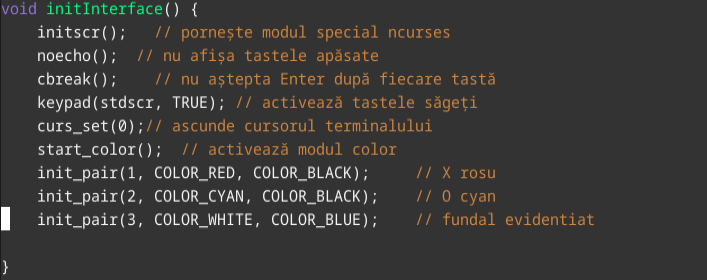 void initInterface() {
    initscr();   // pornește modul special ncurses
    noecho();  // nu afișa tastele apăsate
    cbreak();    // nu aștepta Enter după fiecare tastă
    keypad(stdscr, TRUE); // activează tastele săgeți
    curs_set(0);// ascunde cursorul terminalului
    start_color();  // activează modul color
    init_pair(1, COLOR_RED, COLOR_BLACK);     // X rosu
    init_pair(2, COLOR_CYAN, COLOR_BLACK);    // O cyan
    init_pair(3, COLOR_WHITE, COLOR_BLUE);    // fundal evidentiat
}